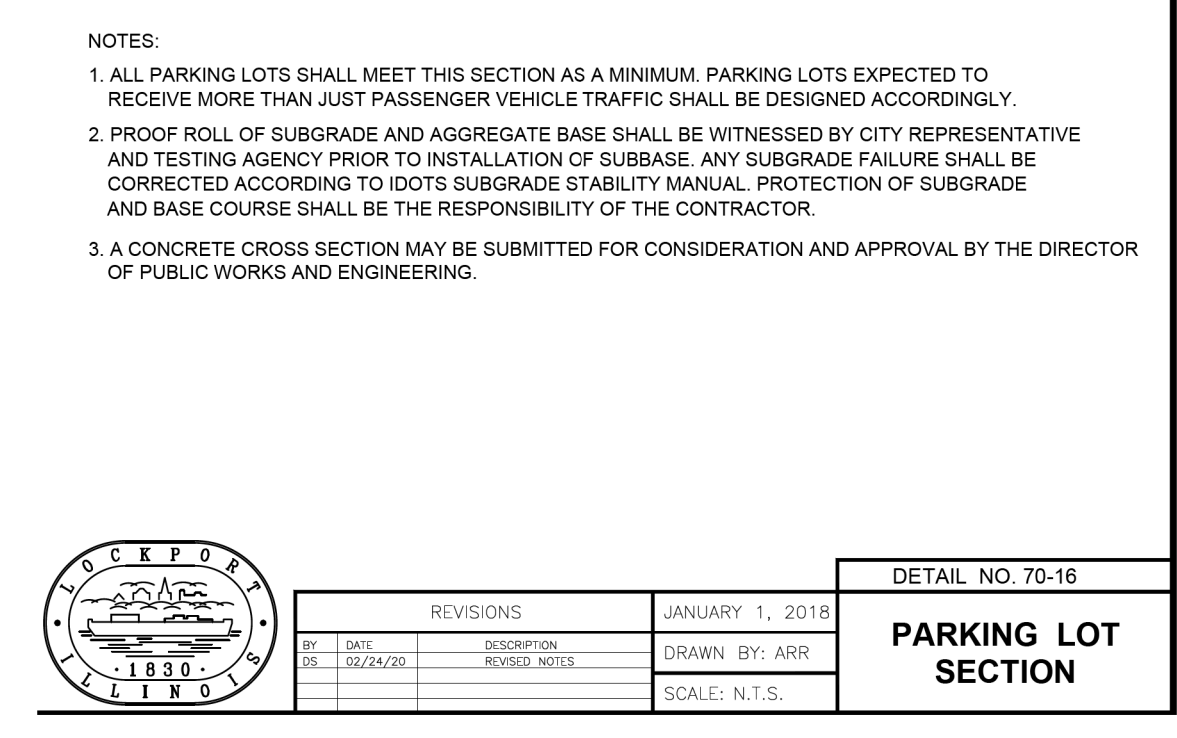 NOTES:
1. ALL PARKING LOTS SHALL MEET THIS SECTION AS A MINIMUM. PARKING LOTS EXPECTED TO
RECEIVE MORE THAN JUST PASSENGER VEHICLE TRAFFIC SHALL BE DESIGNED ACCORDINGLY.
2. PROOF ROLL OF SUBGRADE AND AGGREGATE BASE SHALL BE WITNESSED BY CITY REPRESENTATIVE
AND TESTING AGENCY PRIOR TO INSTALLATION OF SUBBASE. ANY SUBGRADE FAILURE SHALL BE
CORRECTED ACCORDING TO IDOTS SUBGRADE STABILITY MANUAL. PROTECTION OF SUBGRADE
AND BASE COURSE SHALL BE THE RESPONSIBILITY OF THE CONTRACTOR.
3. A CONCRETE CROSS SECTION MAY BE SUBMITTED FOR CONSIDERATION AND APPROVAL BY THE DIRECTOR
OF PUBLIC WORKS AND ENGINEERING.
LOCKPORT
·1830·
ILLINOIS
REVISIONS
BY DATE DESCRIPTION
DS 02/24/20 REVISED NOTES
JANUARY 1, 2018
DRAWN BY: ARR
SCALE: N.T.S.
DETAIL NO. 70-16
PARKING LOT
SECTION